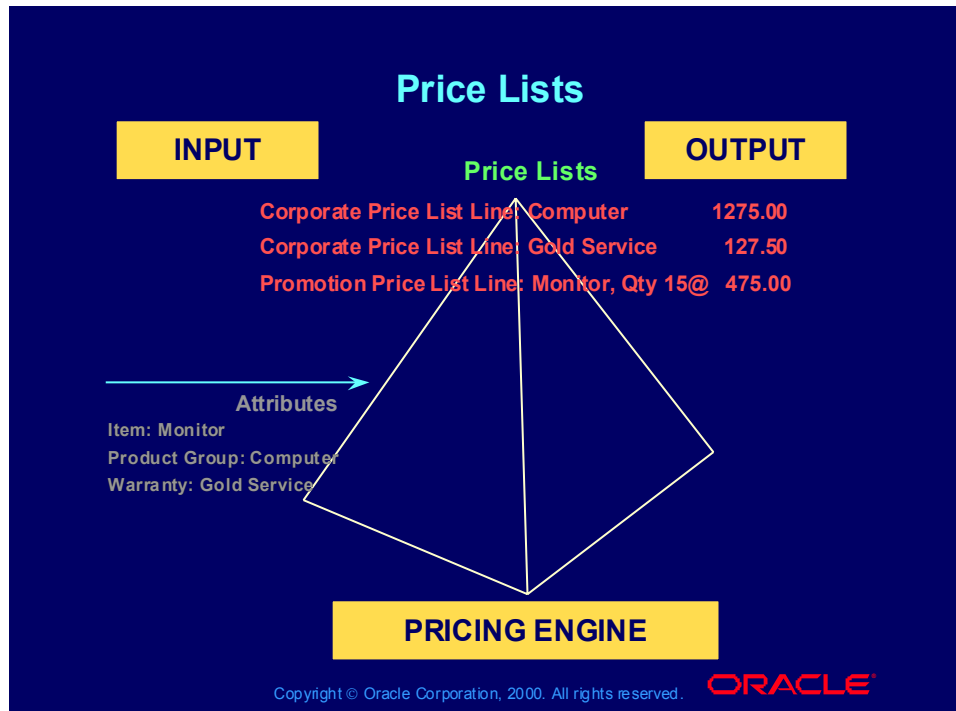 Price Lists
INPUT
OUTPUT
Price Lists
Corporate Price List Line: Computer 1275.00
Corporate Price List Line: Gold Service 127.50
Promotion Price List Line: Monitor, Qty 15@ 475.00
Attributes
Item: Monitor
Product Group: Computer
Warranty: Gold Service
PRICING ENGINE
Copyright © Oracle Corporation, 2000. All rights reserved.
ORACLE®